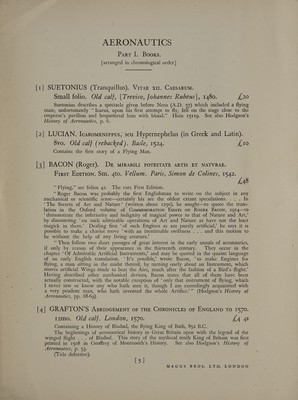 AERONAUTICS
Part I. Books.
[arranged in chronological order]
[1] SUETONIUS (Tranquillus). Vitae XII. Caesarum.
Small folio. Old calf, [Treviso, Johannes Rubeus], 1480. £20
Suetonius describes a spectacle given before Nero (A.D. 57) which included a flying
man; unfortunately "Icarus, upon his first attempt to fly, fell on the stage close to the
emperor's pavilion and bespattered him with blood." Hain 15119. See also Hodgson's
History of Aeronautics, p. 6.
[2] LUCIAN. Icaromenippus, seu Hypernephelus (in Greek and Latin).
8vo. Old calf (rebacked). Basle, 1524. £10
Contains the first story of a Flying Man.
[3] BACON (Roger). De mirabili potestate artis et naturae.
First Edition. Sm. 4to. Vellum. Paris, Simon de Colines, 1542.
£48
"Flying," see folios 42. The rare First Edition.
"Roger Bacon was probably the first Englishman to write on the subject in any
mechanical or scientific sense—certainly his are the oldest extant speculations. . . . In
'The Secrets of Art and Nature' (written about 1250), he sought—to quote the trans-
lation in the Oxford volume of Commemoration Essays on Roger Bacon (1914)—to
'demonstrate the inferiority and indignity of magical power to that of Nature and Art,'
by discoursing 'on such admirable operations of Art and Nature as have not the least
magick in them.' Dealing first 'of such Engines as are purely artificial,' he says it is
possible to make a chariot move 'with an inestimable swiftness . . . and this motion to
be without the help of any living creature.'
"Then follow two short passages of great interest in the early annals of aeronautics,
if only by reason of their appearance in the thirteenth century. They occur in the
chapter 'Of Admirable Artificial Instruments,' and may be quoted in the quaint language
of an early English translation. 'It's possible,' wrote Bacon, 'to make Engines for
flying, a man sitting in the midst thereof, by turning onely about an Instrument, which
moves artificial Wings made to beat the Aire, much after the fashion of a Bird's flight.'
Having described other mechanical devices, Bacon states that all of them have been
actually constructed, with the notable exception of 'only that instrument of flying, which
I never saw or know any who hath seen it, though I am exceedingly acquainted with
a very prudent man, who hath invented the whole Artifice.'" (Hodgson's History of
Aeronautics, pp. 18-69).
[4] GRAFTON'S Abridgement of the Chronicles of England to 1570.
12mo. Old calf. London, 1570. £4 4s
Containing a History of Bladud, the flying King of Bath, 852 B.C.
The beginnings of aeronautical history in Great Britain open with the legend of the
winged flight . . . of Bladud. This story of the mythical tenth King of Britain was first
printed in 1508 in Geoffrey of Monmouth's History. See also Hodgson's History of
Aeronautics, p. 53.
(Title defective).
[5]
MAGGS BROS. LTD. LONDON